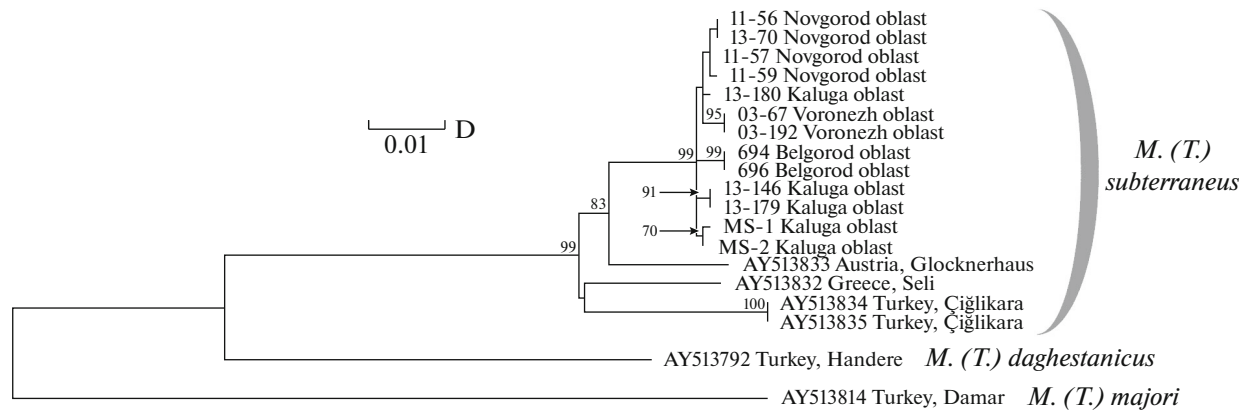 11-56 Novgorod oblast
13-70 Novgorod oblast
11-57 Novgorod oblast
11-59 Novgorod oblast
13-180 Kaluga oblast
95
03-67 Voronezh oblast
03-192 Voronezh oblast
0.01
D
99
99
694 Belgorod oblast
696 Belgorod oblast
M. (T.)
subterraneus
91
13-146 Kaluga oblast
13-179 Kaluga oblast
83
70
MS-1 Kaluga oblast
MS-2 Kaluga oblast
99
AY513833 Austria, Glocknerhaus
AY513832 Greece, Seli
100
AY513834 Turkey, Çiğlikara
AY513835 Turkey, Çiğlikara
AY513792 Turkey, Handere M. (T.) daghestanicus
AY513814 Turkey, Damar M. (T.) majori